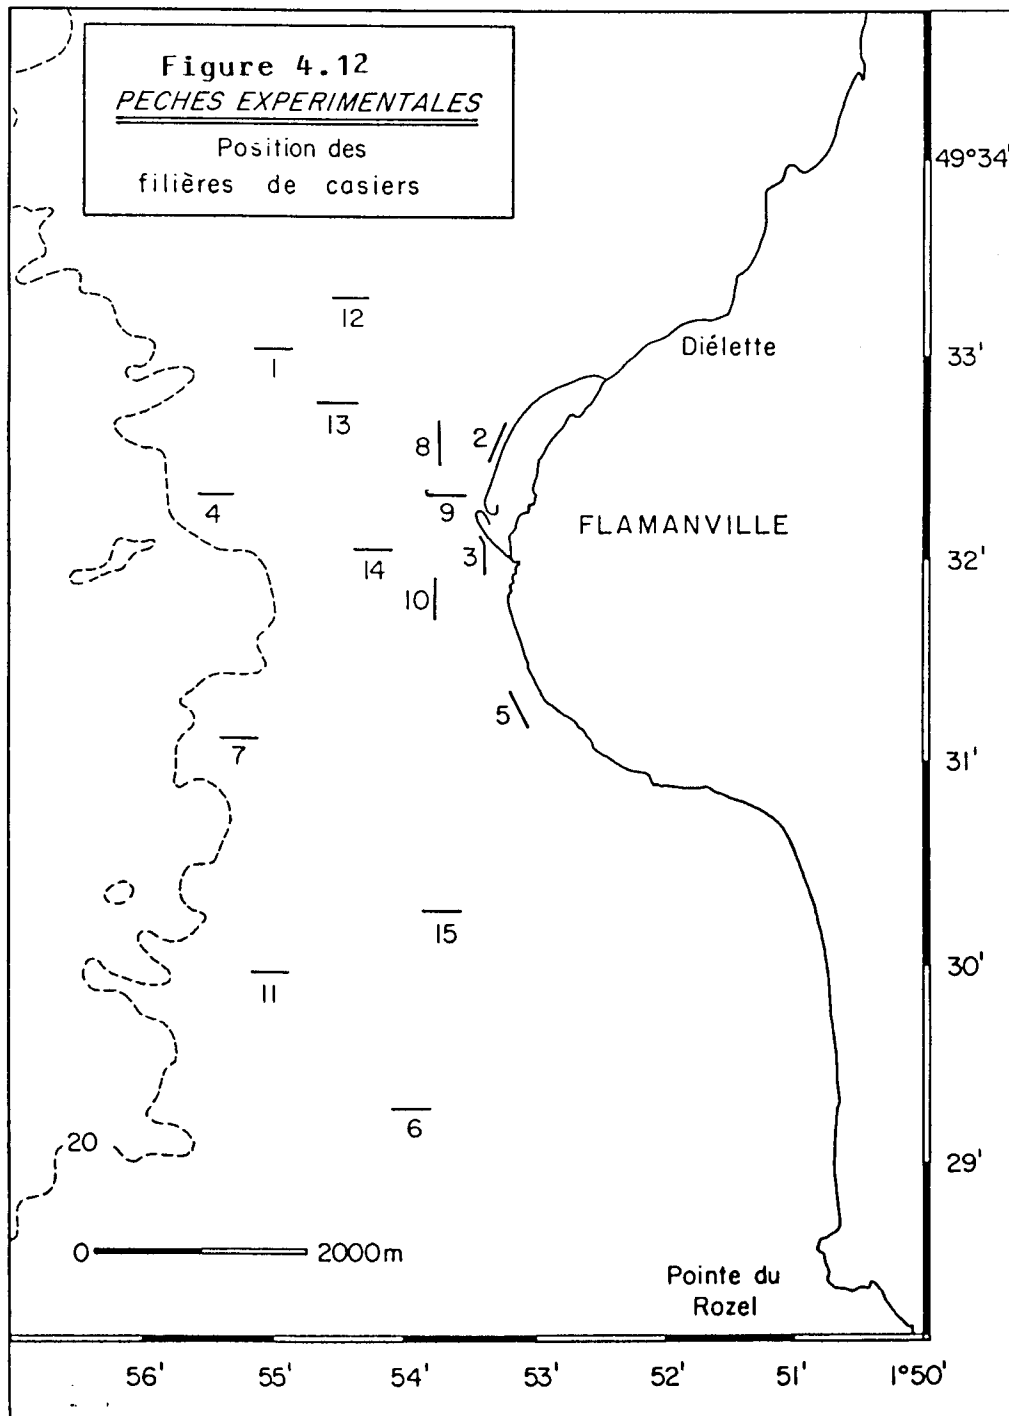 Figure 4.12
PECHES EXPERIMENTALES
Position des
filières de casiers
49°34'
12
Diélette
33'
1
13
8
2
4
9
FLAMANVILLE
3
32'
14
10
5
7
31'
15
30'
11
6
20
29'
0 2000m
Pointe du
Rozel
56' 55' 54' 53' 52' 51' 1°50'